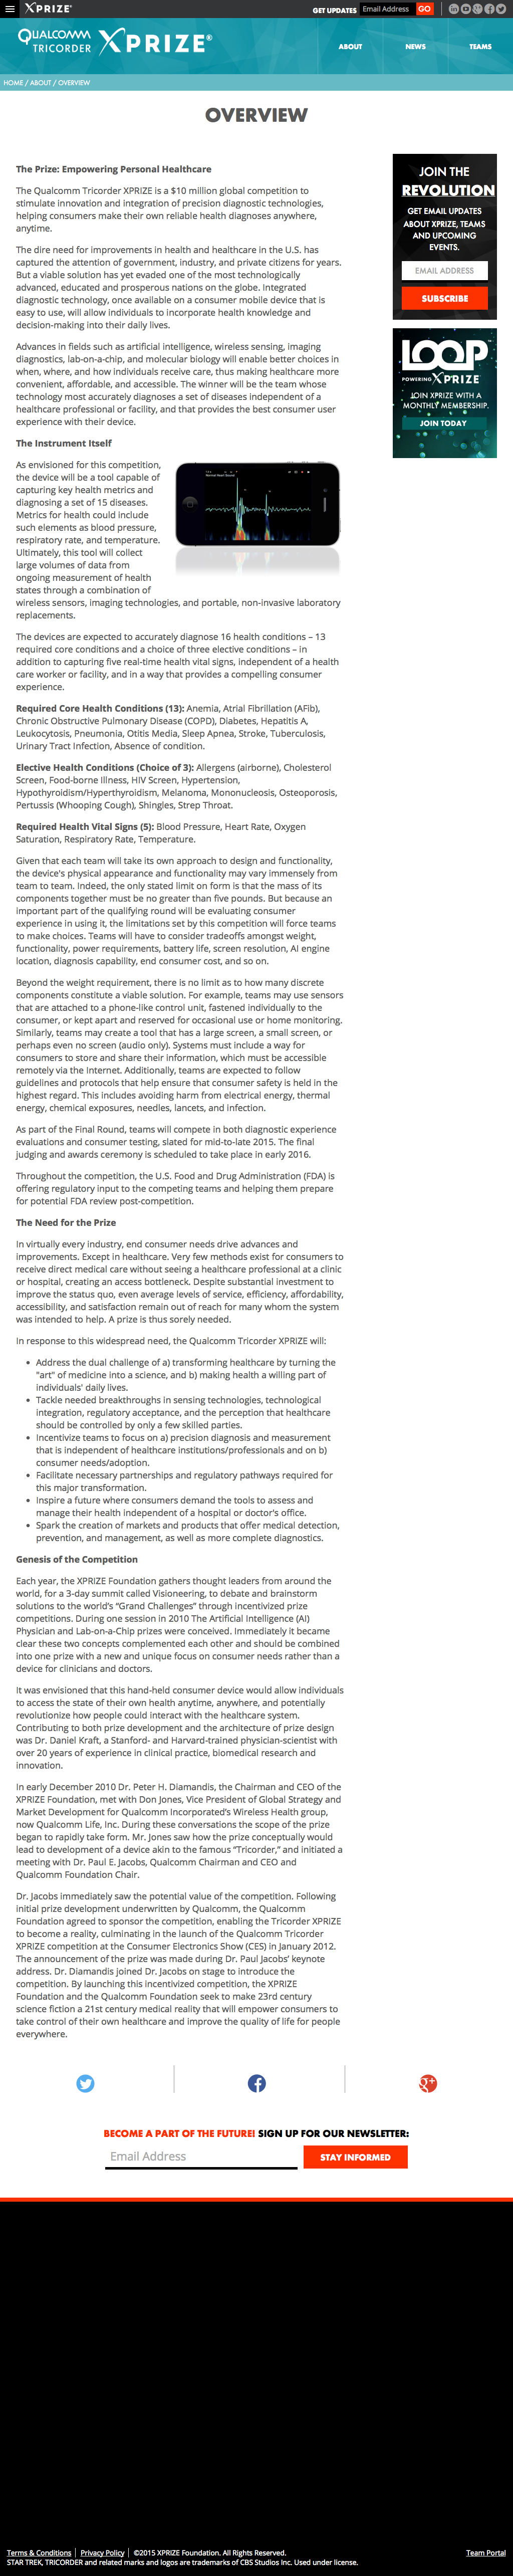 XPRIZE®
GET UPDATES
Email Address
GO
QUALCOMM
TRICORDER
XPRIZE®
ABOUT
NEWS
TEAMS
HOME / ABOUT / OVERVIEW
OVERVIEW
The Prize: Empowering Personal Healthcare
The Qualcomm Tricorder XPRIZE is a $10 million global competition to
stimulate innovation and integration of precision diagnostic technologies,
helping consumers make their own reliable health diagnoses anywhere,
anytime.
The dire need for improvements in health and healthcare in the U.S. has
captured the attention of government, industry, and private citizens for years.
But a viable solution has yet evaded one of the most technologically
advanced, educated and prosperous nations on the globe. Integrated
diagnostic technology, once available on a consumer mobile device that is
easy to use, will allow individuals to incorporate health knowledge and
decision-making into their daily lives.
Advances in fields such as artificial intelligence, wireless sensing, imaging
diagnostics, lab-on-a-chip, and molecular biology will enable better choices in
when, where, and how individuals receive care, thus making healthcare more
convenient, affordable, and accessible. The winner will be the team whose
technology most accurately diagnoses a set of diseases independent of a
healthcare professional or facility, and that provides the best consumer user
experience with their device.
The Instrument Itself
As envisioned for this competition,
the device will be a tool capable of
capturing key health metrics and
diagnosing a set of 15 diseases.
Metrics for health could include
such elements as blood pressure,
respiratory rate, and temperature.
Ultimately, this tool will collect
large volumes of data from
ongoing measurement of health
states through a combination of
wireless sensors, imaging technologies, and portable, non-invasive laboratory
replacements.
The devices are expected to accurately diagnose 16 health conditions – 13
required core conditions and a choice of three elective conditions – in
addition to capturing five real-time health vital signs, independent of a health
care worker or facility, and in a way that provides a compelling consumer
experience.
Required Core Health Conditions (13): Anemia, Atrial Fibrillation (AFib),
Chronic Obstructive Pulmonary Disease (COPD), Diabetes, Hepatitis A,
Leukocytosis, Pneumonia, Otitis Media, Sleep Apnea, Stroke, Tuberculosis,
Urinary Tract Infection, Absence of condition.
Elective Health Conditions (Choice of 3): Allergens (airborne), Cholesterol
Screen, Food-borne Illness, HIV Screen, Hypertension,
Hypothyroidism/Hyperthyroidism, Melanoma, Mononucleosis, Osteoporosis,
Pertussis (Whooping Cough), Shingles, Strep Throat.
Required Health Vital Signs (5): Blood Pressure, Heart Rate, Oxygen
Saturation, Respiratory Rate, Temperature.
Given that each team will take its own approach to design and functionality,
the device's physical appearance and functionality may vary immensely from
team to team. Indeed, the only stated limit on form is that the mass of its
components together must be no greater than five pounds. But because an
important part of the qualifying round will be evaluating consumer
experience in using it, the limitations set by this competition will force teams
to make choices. Teams will have to consider tradeoffs amongst weight,
functionality, power requirements, battery life, screen resolution, AI engine
location, diagnosis capability, end consumer cost, and so on.
Beyond the weight requirement, there is no limit as to how many discrete
components constitute a viable solution. For example, teams may use sensors
that are attached to a phone-like control unit, fastened individually to the
consumer, or kept apart and reserved for occasional use or home monitoring.
Similarly, teams may create a tool that has a large screen, a small screen, or
perhaps even no screen (audio only). Systems must include a way for
consumers to store and share their information, which must be accessible
remotely via the Internet. Additionally, teams are expected to follow
guidelines and protocols that help ensure that consumer safety is held in the
highest regard. This includes avoiding harm from electrical energy, thermal
energy, chemical exposures, needles, lancets, and infection.
As part of the Final Round, teams will compete in both diagnostic experience
evaluations and consumer testing, slated for mid-to-late 2015. The final
judging and awards ceremony is scheduled to take place in early 2016.
Throughout the competition, the U.S. Food and Drug Administration (FDA) is
offering regulatory input to the competing teams and helping them prepare
for potential FDA review post-competition.
The Need for the Prize
In virtually every industry, end consumer needs drive advances and
improvements. Except in healthcare. Very few methods exist for consumers to
receive direct medical care without seeing a healthcare professional at a clinic
or hospital, creating an access bottleneck. Despite substantial investment to
improve the status quo, even average levels of service, efficiency, affordability,
accessibility, and satisfaction remain out of reach for many whom the system
was intended to help. A prize is thus sorely needed.
In response to this widespread need, the Qualcomm Tricorder XPRIZE will:
• Address the dual challenge of a) transforming healthcare by turning the
"art" of medicine into a science, and b) making health a willing part of
individuals' daily lives.
• Tackle needed breakthroughs in sensing technologies, technological
integration, regulatory acceptance, and the perception that healthcare
should be controlled by only a few skilled parties.
• Incentivize teams to focus on a) precision diagnosis and measurement
that is independent of healthcare institutions/professionals and on b)
consumer needs/adoption.
• Facilitate necessary partnerships and regulatory pathways required for
this major transformation.
• Inspire a future where consumers demand the tools to assess and
manage their health independent of a hospital or doctor's office.
• Spark the creation of markets and products that offer medical detection,
prevention, and management, as well as more complete diagnostics.
Genesis of the Competition
Each year, the XPRIZE Foundation gathers thought leaders from around the
world, for a 3-day summit called Visioneering, to debate and brainstorm
solutions to the world's “Grand Challenges” through incentivized prize
competitions. During one session in 2010 The Artificial Intelligence (AI)
Physician and Lab-on-a-Chip prizes were conceived. Immediately it became
clear these two concepts complemented each other and should be combined
into one prize with a new and unique focus on consumer needs rather than a
device for clinicians and doctors.
It was envisioned that this hand-held consumer device would allow individuals
to access the state of their own health anytime, anywhere, and potentially
revolutionize how people could interact with the healthcare system.
Contributing to both prize development and the architecture of prize design
was Dr. Daniel Kraft, a Stanford- and Harvard-trained physician-scientist with
over 20 years of experience in clinical practice, biomedical research and
innovation.
In early December 2010 Dr. Peter H. Diamandis, the Chairman and CEO of the
XPRIZE Foundation, met with Don Jones, Vice President of Global Strategy and
Market Development for Qualcomm Incorporated's Wireless Health group,
now Qualcomm Life, Inc. During these conversations the scope of the prize
began to rapidly take form. Mr. Jones saw how the prize conceptually would
lead to development of a device akin to the famous “Tricorder,” and initiated a
meeting with Dr. Paul E. Jacobs, Qualcomm Chairman and CEO and
Qualcomm Foundation Chair.
Dr. Jacobs immediately saw the potential value of the competition. Following
initial prize development underwritten by Qualcomm, the Qualcomm
Foundation agreed to sponsor the competition, enabling the Tricorder XPRIZE
to become a reality, culminating in the launch of the Qualcomm Tricorder
XPRIZE competition at the Consumer Electronics Show (CES) in January 2012.
The announcement of the prize was made during Dr. Paul Jacobs' keynote
address. Dr. Diamandis joined Dr. Jacobs on stage to introduce the
competition. By launching this incentivized competition, the XPRIZE
Foundation and the Qualcomm Foundation seek to make 23rd century
science fiction a 21st century medical reality that will empower consumers to
take control of their own healthcare and improve the quality of life for people
everywhere.
JOIN THE
REVOLUTION
GET EMAIL UPDATES
ABOUT XPRIZE, TEAMS
AND UPCOMING
EVENTS.
EMAIL ADDRESS
SUBSCRIBE
LOOP
POWERING XPRIZE®
JOIN XPRIZE WITH A
MONTHLY MEMBERSHIP.
JOIN TODAY
BECOME A PART OF THE FUTURE! SIGN UP FOR OUR NEWSLETTER:
Email Address
STAY INFORMED
Terms & Conditions | Privacy Policy | ©2015 XPRIZE Foundation. All Rights Reserved.
Team Portal
STAR TREK, TRICORDER and related marks and logos are trademarks of CBS Studios Inc. Used under license.